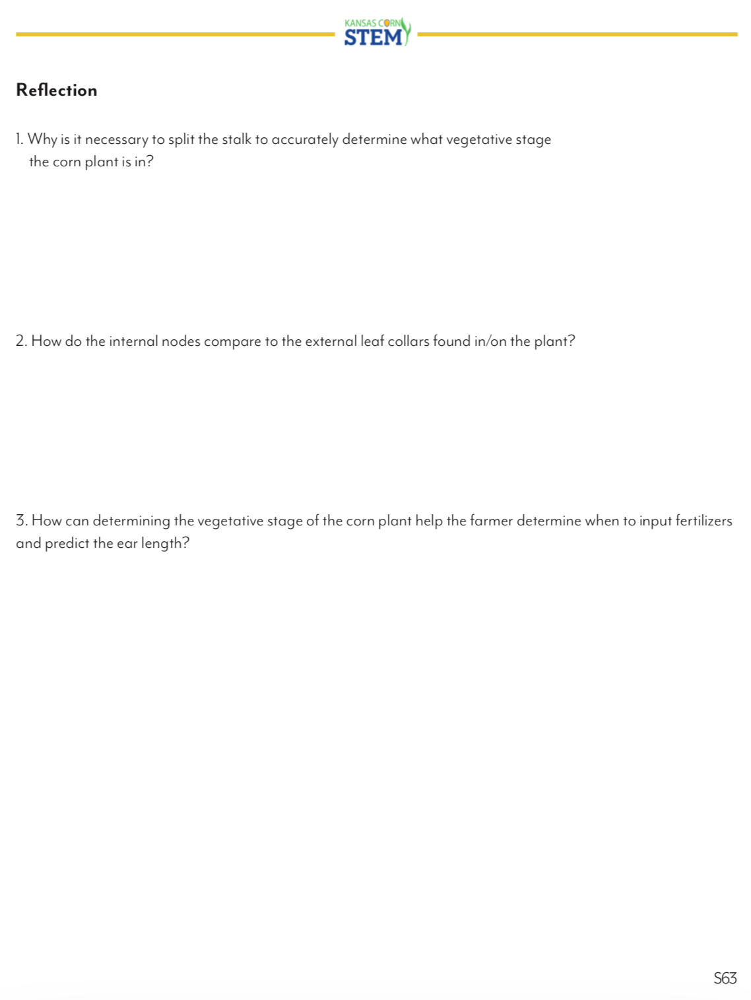 KANSAS CORN
STEM
Reflection
1. Why is it necessary to split the stalk to accurately determine what vegetative stage
the corn plant is in?
2. How do the internal nodes compare to the external leaf collars found in/on the plant?
3. How can determining the vegetative stage of the corn plant help the farmer determine when to input fertilizers
and predict the ear length?
S63